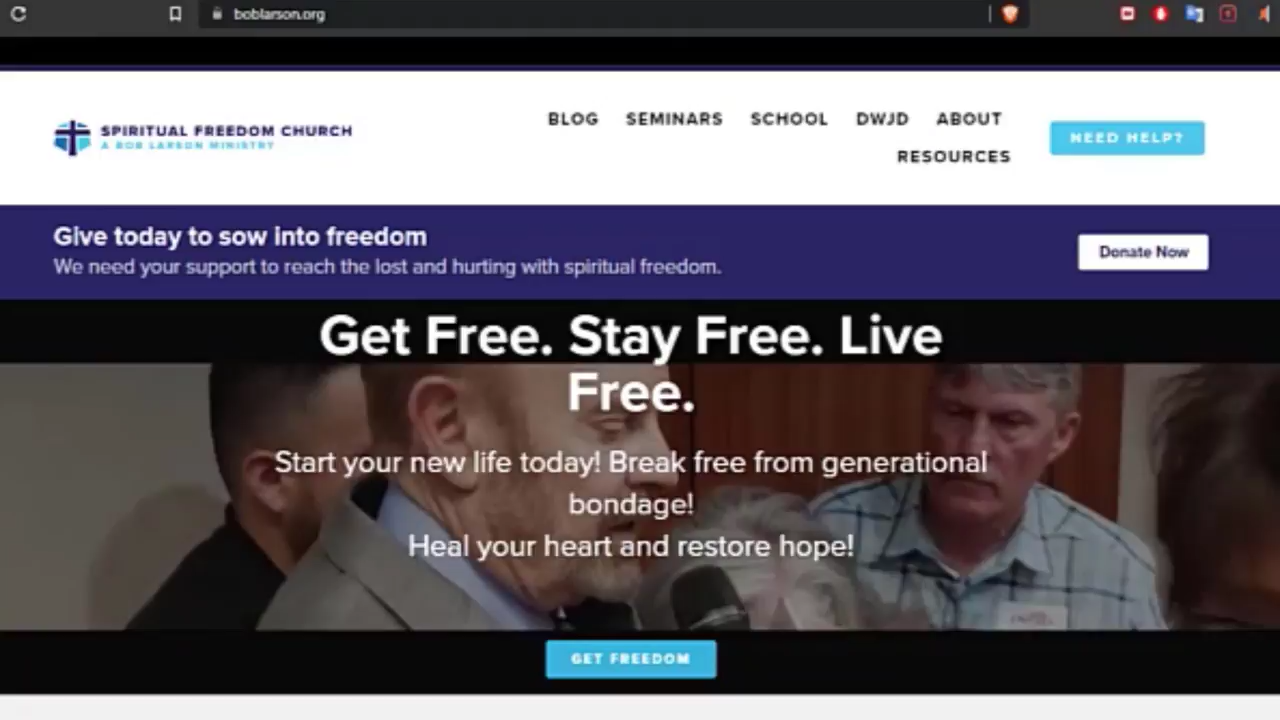 boblarson.org
SPIRITUAL FREEDOM CHURCH
A BOB LARSON MINISTRY
BLOG SEMINARS SCHOOL DWJD ABOUT
RESOURCES
NEED HELP?
Give today to sow into freedom
We need your support to reach the lost and hurting with spiritual freedom.
Donate Now
Get Free. Stay Free. Live
Free.
Start your new life today! Break free from generational
bondage!
Heal your heart and restore hope!
GET FREEDOM